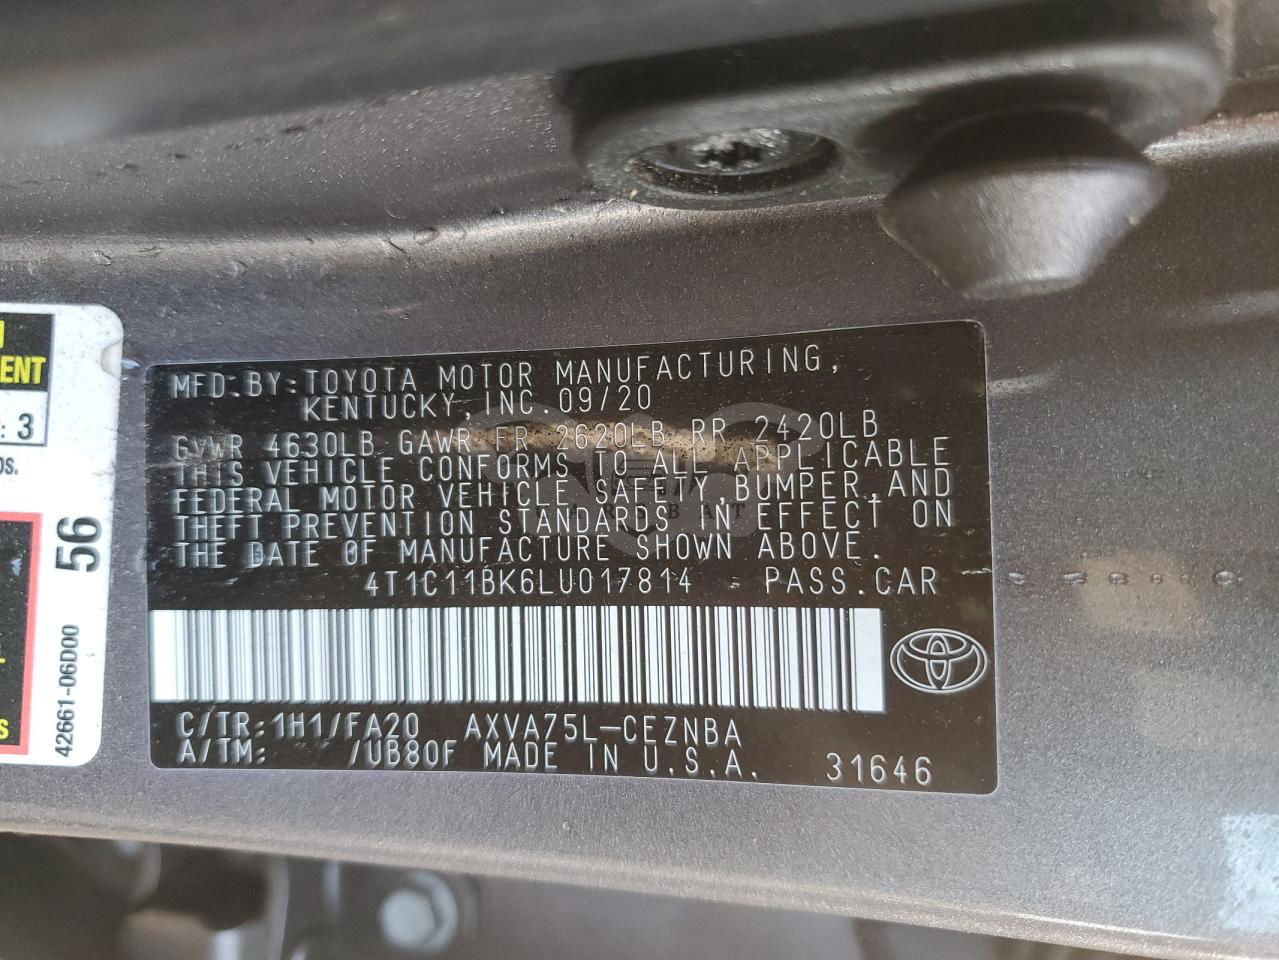 MFD.BY:TOYOTA MOTOR MANUFACTURING,
KENTUCKY,INC.09/20
GVWR 4630LB GAWR FR 2620LB RR 2420LB
THIS VEHICLE CONFORMS TO ALL APPLICABLE
FEDERAL MOTOR VEHICLE SAFETY,BUMPER,AND
THEFT PREVENTION STANDARDS IN EFFECT ON
THE DATE OF MANUFACTURE SHOWN ABOVE.
4T1C11BK6LU017814 PASS.CAR
C/TR:1H1/FA20 AXVA75L-CEZNBA
A/TM: /UB80F MADE IN U.S.A. 31646
ENT
: 3
os.
56
42661-06D00
s